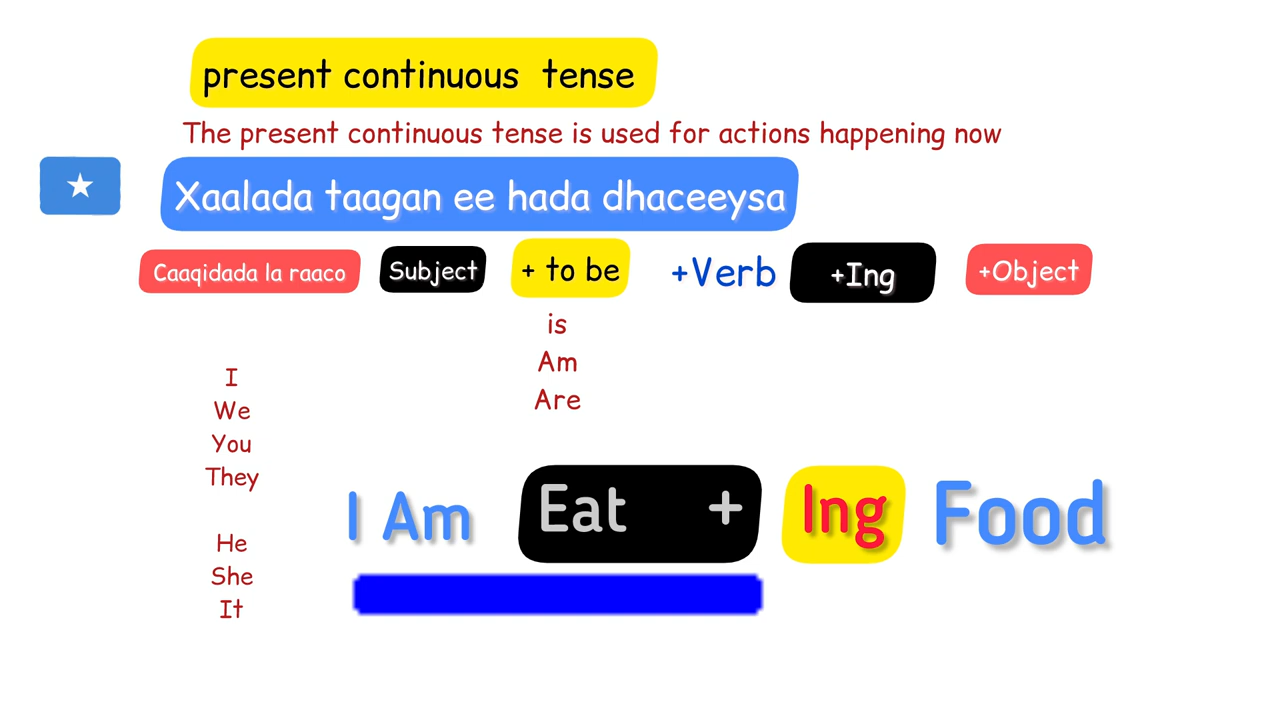 present continuous tense
The present continuous tense is used for actions happening now
Xaalada taagan ee hada dhaceeysa
Caaqidada la raaco Subject + to be +Verb +Ing +Object
is
Am
Are
I
We
You
They
He
She
It
I Am Eat + Ing Food